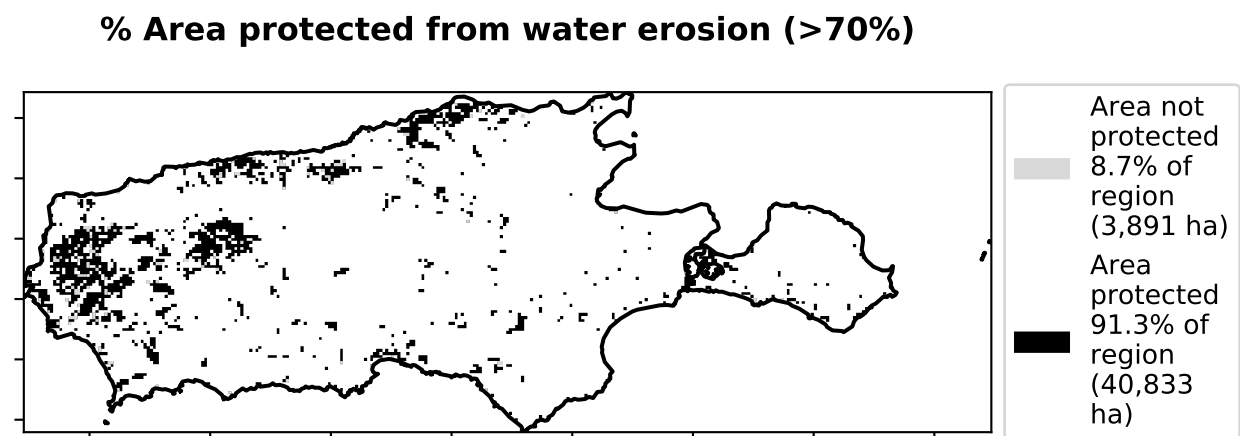 % Area protected from water erosion (>70%)
Area not
protected
8.7% of
region
(3,891 ha)
Area
protected
91.3% of
region
(40,833
ha)